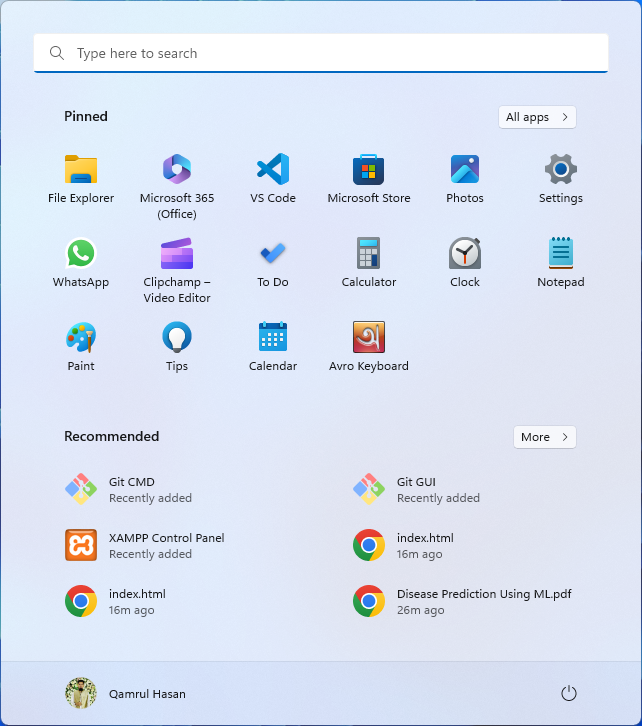 Type here to search
Pinned
All apps
File Explorer
Microsoft 365
(Office)
VS Code
Microsoft Store
Photos
Settings
WhatsApp
Clipchamp –
Video Editor
To Do
Calculator
Clock
Notepad
Paint
Tips
Calendar
অ
Avro Keyboard
Recommended
More
Git CMD
Recently added
Git GUI
Recently added
XAMPP Control Panel
Recently added
index.html
16m ago
index.html
16m ago
Disease Prediction Using ML.pdf
26m ago
Qamrul Hasan